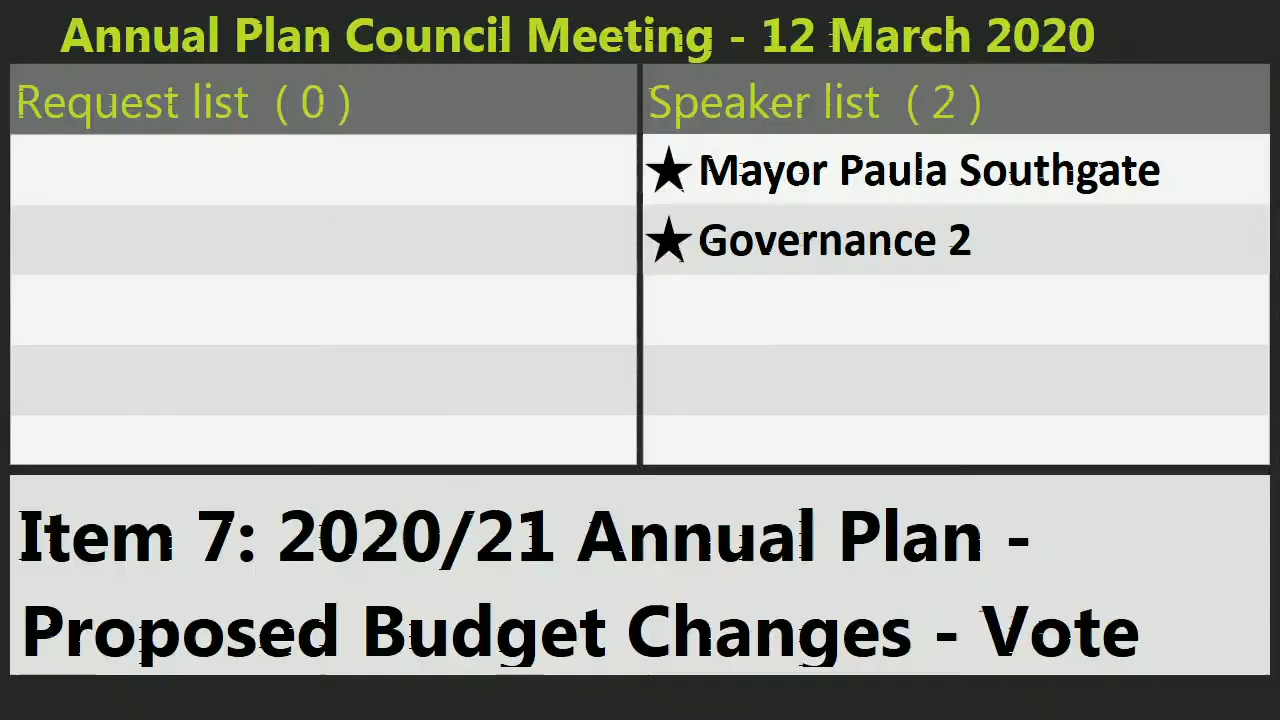 Annual Plan Council Meeting - 12 March 2020
Request list ( 0 )
Speaker list ( 2 )
★ Mayor Paula Southgate
★ Governance 2
Item 7: 2020/21 Annual Plan -
Proposed Budget Changes - Vote